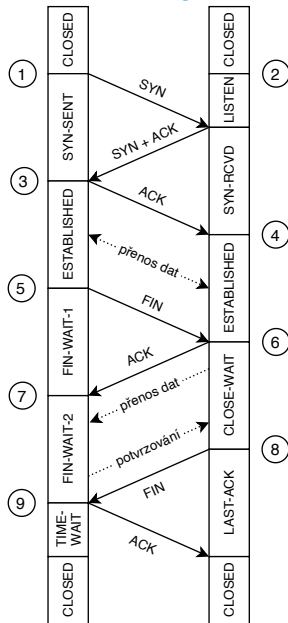 CLOSED
CLOSED
1
2
SYN
LISTEN
SYN-SENT
SYN + ACK
SYN-RCVD
3
ACK
4
ESTABLISHED
přenos dat
ESTABLISHED
5
FIN
FIN-WAIT-1
6
ACK
CLOSE-WAIT
7
přenos dat
FIN-WAIT-2
potvrzování
8
FIN
LAST-ACK
9
TIME-
WAIT
ACK
CLOSED
CLOSED